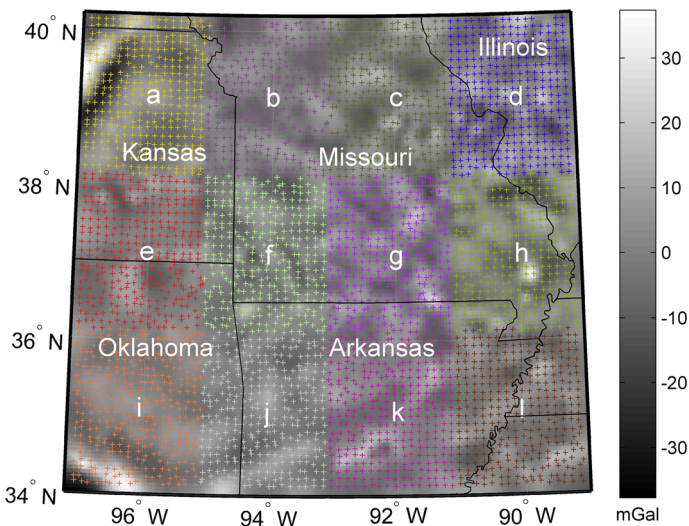 40° N
38° N
36° N
34° N
96° W
94° W
92° W
90° W
Illinois
a
b
c
d
Kansas
Missouri
e
f
g
h
Oklahoma
Arkansas
i
j
k
l
30
20
10
0
-10
-20
-30
mGal